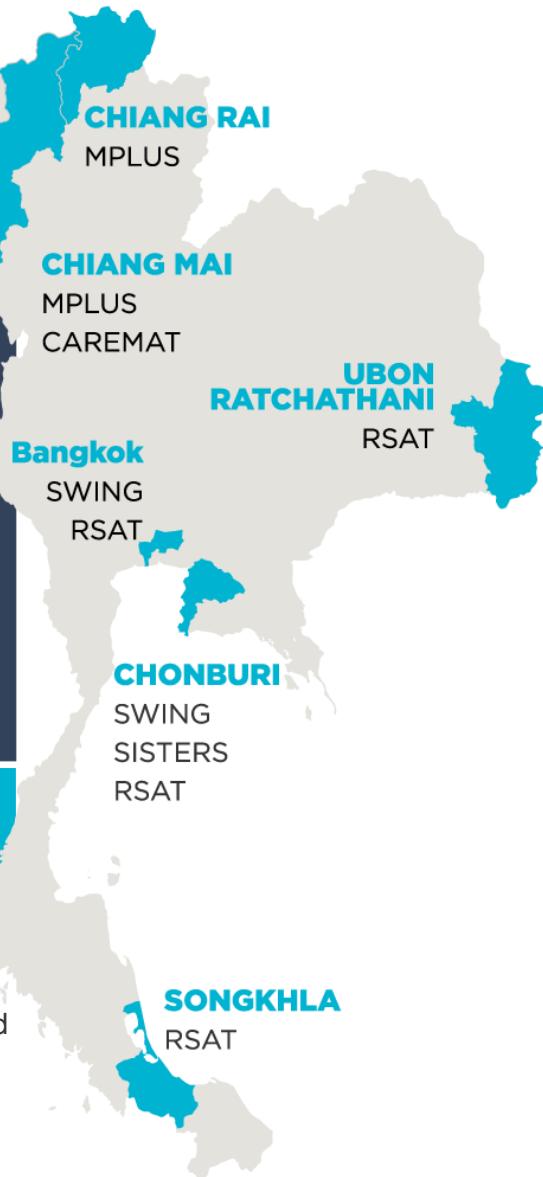 CHIANG RAI
MPLUS
CHIANG MAI
MPLUS
CAREMAT
UBON
RATCHATHANI
RSAT
Bangkok
SWING
RSAT
CHONBURI
SWING
SISTERS
RSAT
SONGKHLA
RSAT